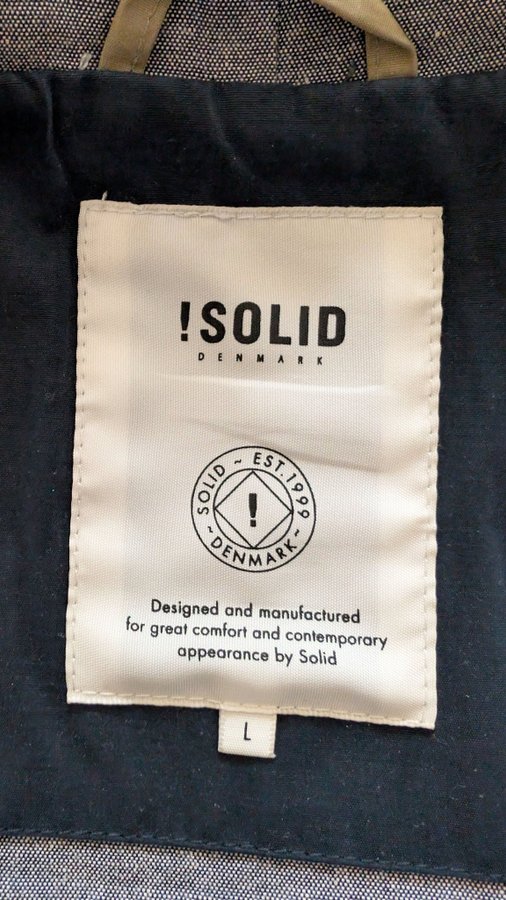 !SOLID
DENMARK
SOLID ~ EST. 1999
~ DENMARK ~
!
Designed and manufactured
for great comfort and contemporary
appearance by Solid
L